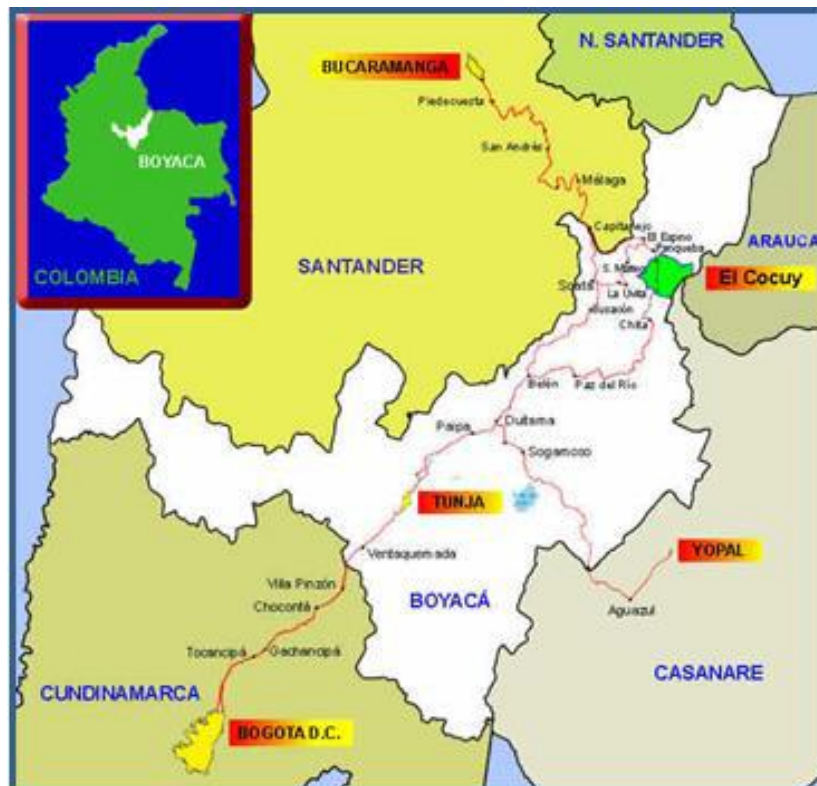 N. SANTANDER
BUCARAMANGA
Piedecuesta
San Andrés
BOYACA
Málaga
Capitanejo
El Espino
Panqueba
ARAUCA
COLOMBIA
SANTANDER
S. Mateo
El Cocuy
Soatá
La Uvita
Susacón
Chita
Belén
Paz del Río
Duitama
Paipa
Sogamoso
TUNJA
Ventaquemada
YOPAL
Villa Pinzón
BOYACÁ
Chocontá
Aguazul
Tocancipá
Gachancipá
CASANARE
CUNDINAMARCA
BOGOTA D.C.